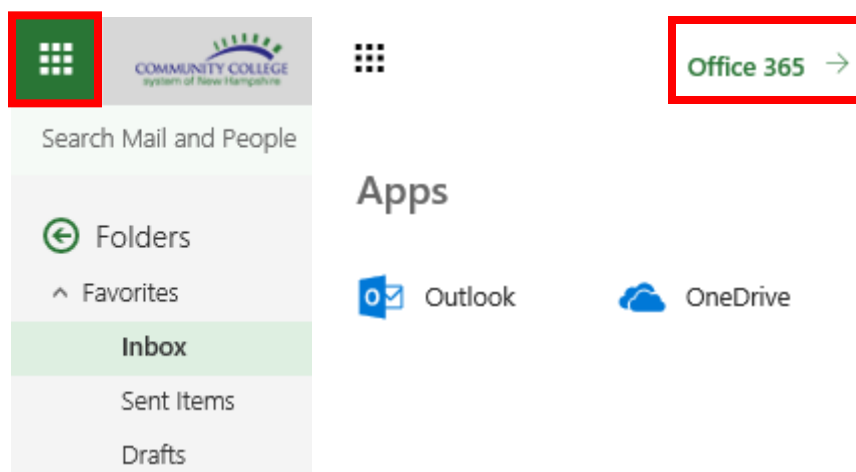 COMMUNITY COLLEGE
system of New Hampshire
Search Mail and People
Folders
Favorites
Inbox
Sent Items
Drafts
Office 365 →
Apps
Outlook
OneDrive